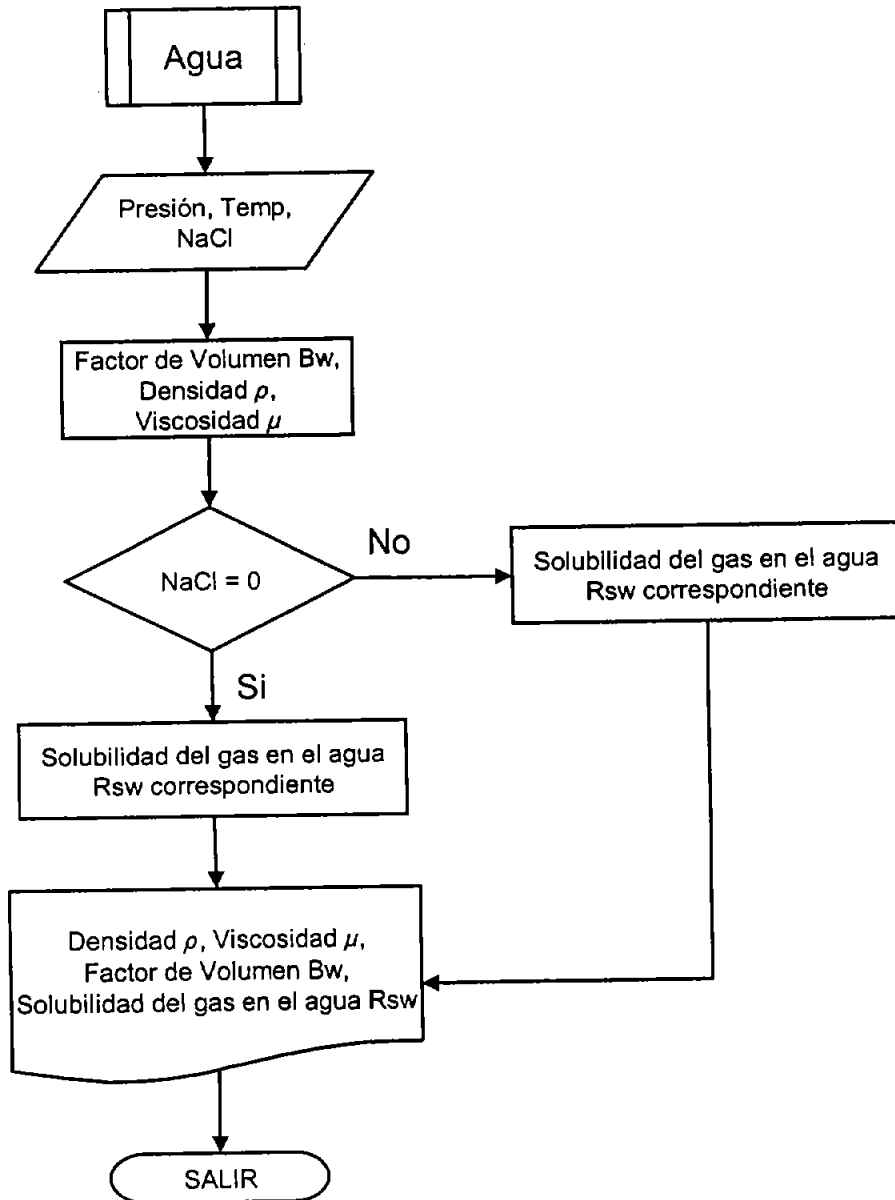 Agua
Presión, Temp,
NaCl
Factor de Volumen Bw,
Densidad ρ,
Viscosidad μ
NaCl = 0
No
Solubilidad del gas en el agua
Rsw correspondiente
Si
Solubilidad del gas en el agua
Rsw correspondiente
Densidad ρ, Viscosidad μ,
Factor de Volumen Bw,
Solubilidad del gas en el agua Rsw
SALIR